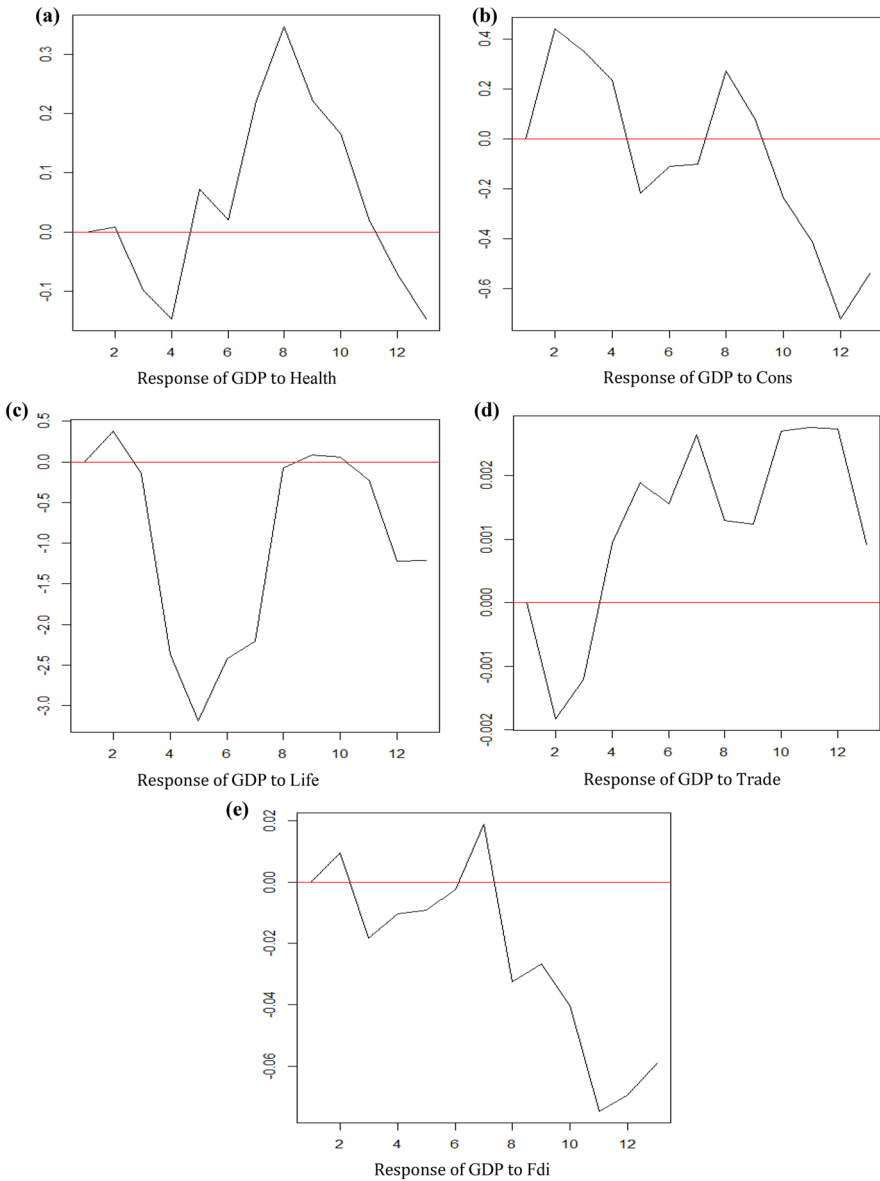 (a)
0.3
0.2
0.1
0.0
-0.1
2 4 6 8 10 12
Response of GDP to Health
(b)
0.4
0.2
0.0
-0.2
-0.4
-0.6
2 4 6 8 10 12
Response of GDP to Cons
(c)
0.5
0.0
-0.5
-1.0
-1.5
-2.0
-2.5
-3.0
2 4 6 8 10 12
Response of GDP to Life
(d)
0.002
0.001
0.000
-0.001
-0.002
2 4 6 8 10 12
Response of GDP to Trade
(e)
0.02
0.00
-0.02
-0.04
-0.06
2 4 6 8 10 12
Response of GDP to Fdi